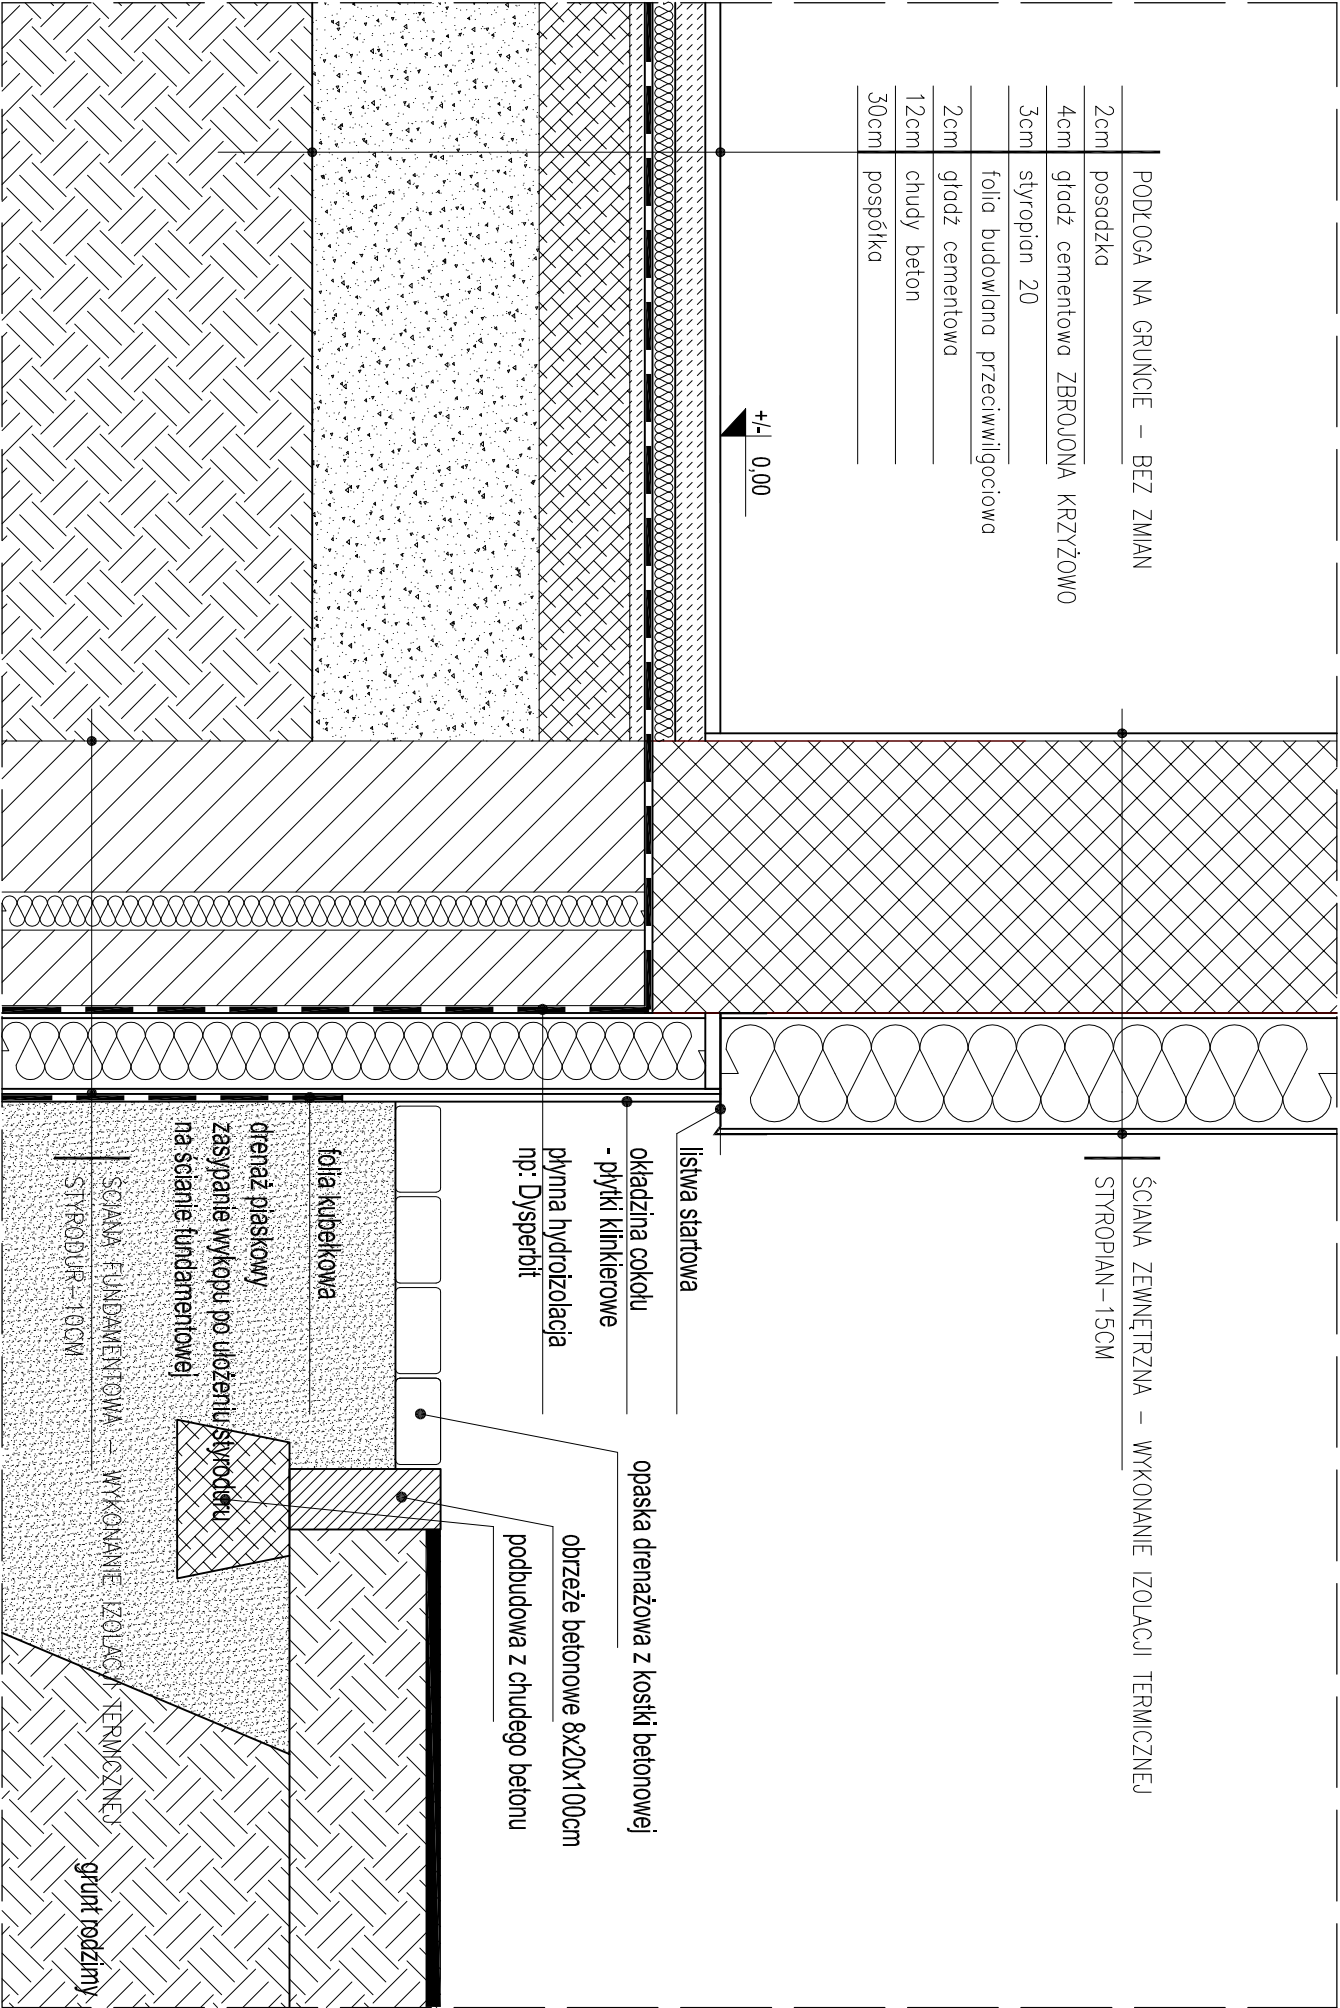 PODŁOGA NA GRUŃCIE – BEZ ZMIAN
2cm posadzka
4cm gładź cementowa ZBROJONA KRZYŻOWO
3cm styropian 20
folia budowlana przeciwwilgociowa
2cm gładź cementowa
12cm chudy beton
30cm pospółka
+/- 0,00
ŚCIANA ZEWNĘTRZNA – WYKONANIE IZOLACJI TERMICZNEJ
STYROPIAN–15CM
listwa startowa
okładzina cokołu
- płytki klinkierowe
płynna hydroizolacja
np: Dysperbit
opaska drenażowa z kostki betonowej
obrzeże betonowe 8x20x100cm
podbudowa z chudego betonu
folia kubełkowa
drenaż piaskowy
zasypanie wykopu po ułożeniu styroduru
na scianie fundamentowej
ŚCIANA FUNDAMENTOWA – WYKONANIE IZOLACJI TERMICZNEJ
STYRODUR–10CM
grunt rodzimy